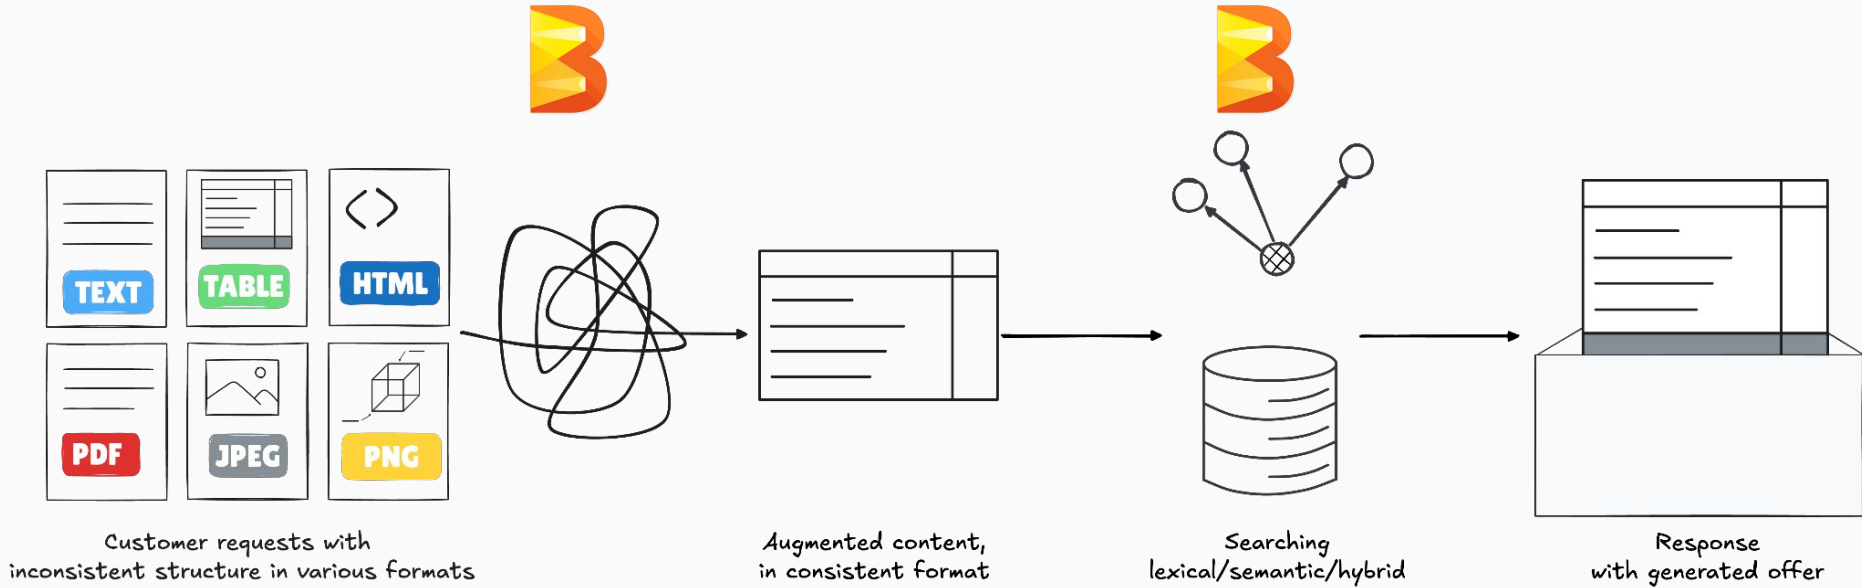 TEXT
TABLE
HTML
PDF
JPEG
PNG
Customer requests with
inconsistent structure in various formats
Augmented content,
in consistent format
Searching
lexical/semantic/hybrid
Response
with generated offer